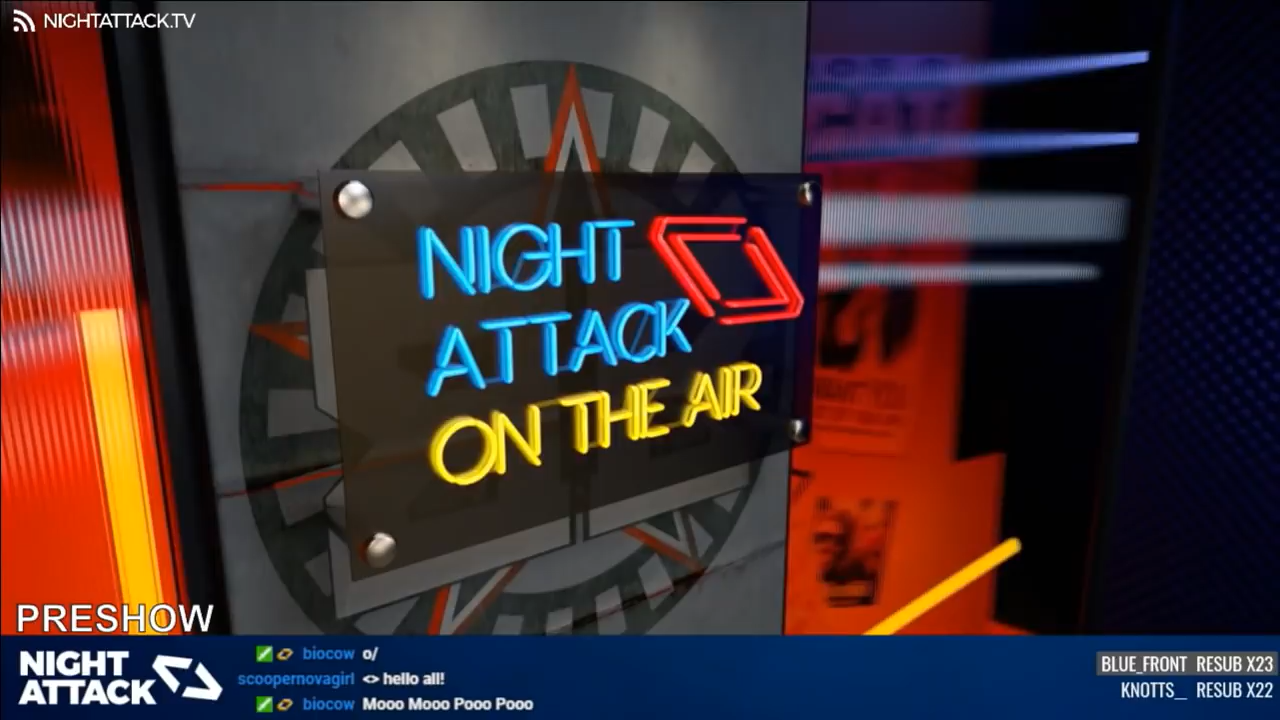 NIGHTATTACK.TV
NIGHT
ATTACK
ON THE AIR
PRESHOW
NIGHT
ATTACK
biocow o/
scoopernovagirl <> hello all!
biocow Mooo Mooo Pooo Pooo
BLUE_FRONT RESUB X23
KNOTTS__ RESUB X22